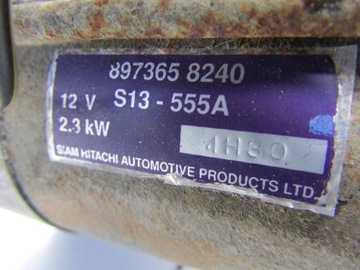 897365 8240
12 V S13-555A
2.3 kW
4H30
SIAM HITACHI AUTOMOTIVE PRODUCTS LTD.